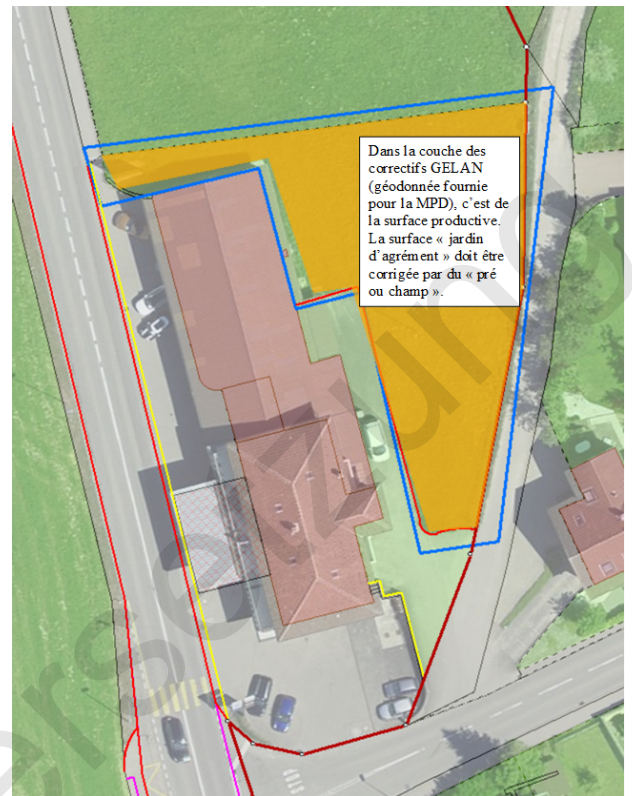 Dans la couche des
correctifs GELAN
(géodonnée fournie
pour la MPD), c'est de
la surface productive.
La surface « jardin
d'agrément » doit être
corrigée par du « pré
ou champ ».